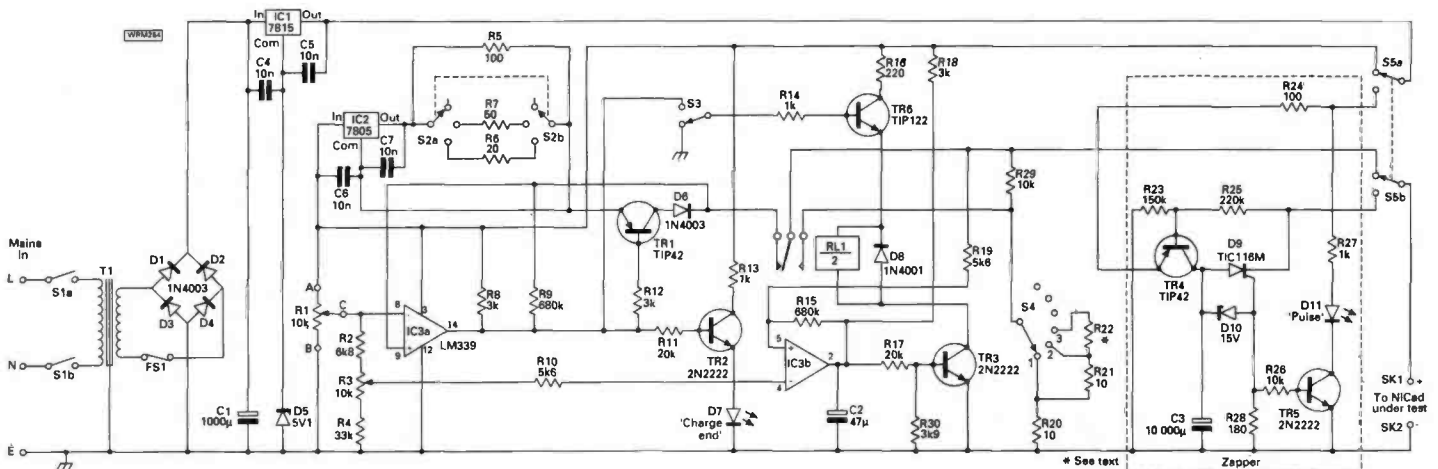 WRM284
In IC1 Out
7815
Com
C5
10n
C4
10n
R5
100
S5a
R16
220
R18
3k
In IC2 Out
7805
Com C7
10n
S2a
R7
50
R6
20
S2b
S3
R14
1k
TR6
TIP122
R24
100
C6
10n
D6
1N4003
R29
10k
S5b
R23
150k
R25
220k
Mains
In
L
S1a
T1
D1
D2
1N4003
D3
D4
TR1
TIP42
RL1
2
D8
1N4001
R19
5k6
D9
TIC116M
TR4
TIP42
R27
1k
A
R1
10k
C
B
8
3
R8
3k
R9
680k
R12
3k
R13
1k
S4
R15
680k
D10
15V
D11
'Pulse'
R2
6k8
IC3a
14
9
12
LM339
R11
20k
TR2
2N2222
5
IC3b
2
4
R17
20k
TR3
2N2222
3
2
1
R22
*
R21
10
N
S1b
FS1
R3
10k
R10
5k6
R26
10k
TR5
2N2222
SK1 +
To NiCad
under test
SK2 -
C1
1000µ
D5
5V1
R4
33k
D7
'Charge
end'
C2
47µ
R30
3k9
R20
10
C3
10 000µ
R28
180
E
* See text
Zapper